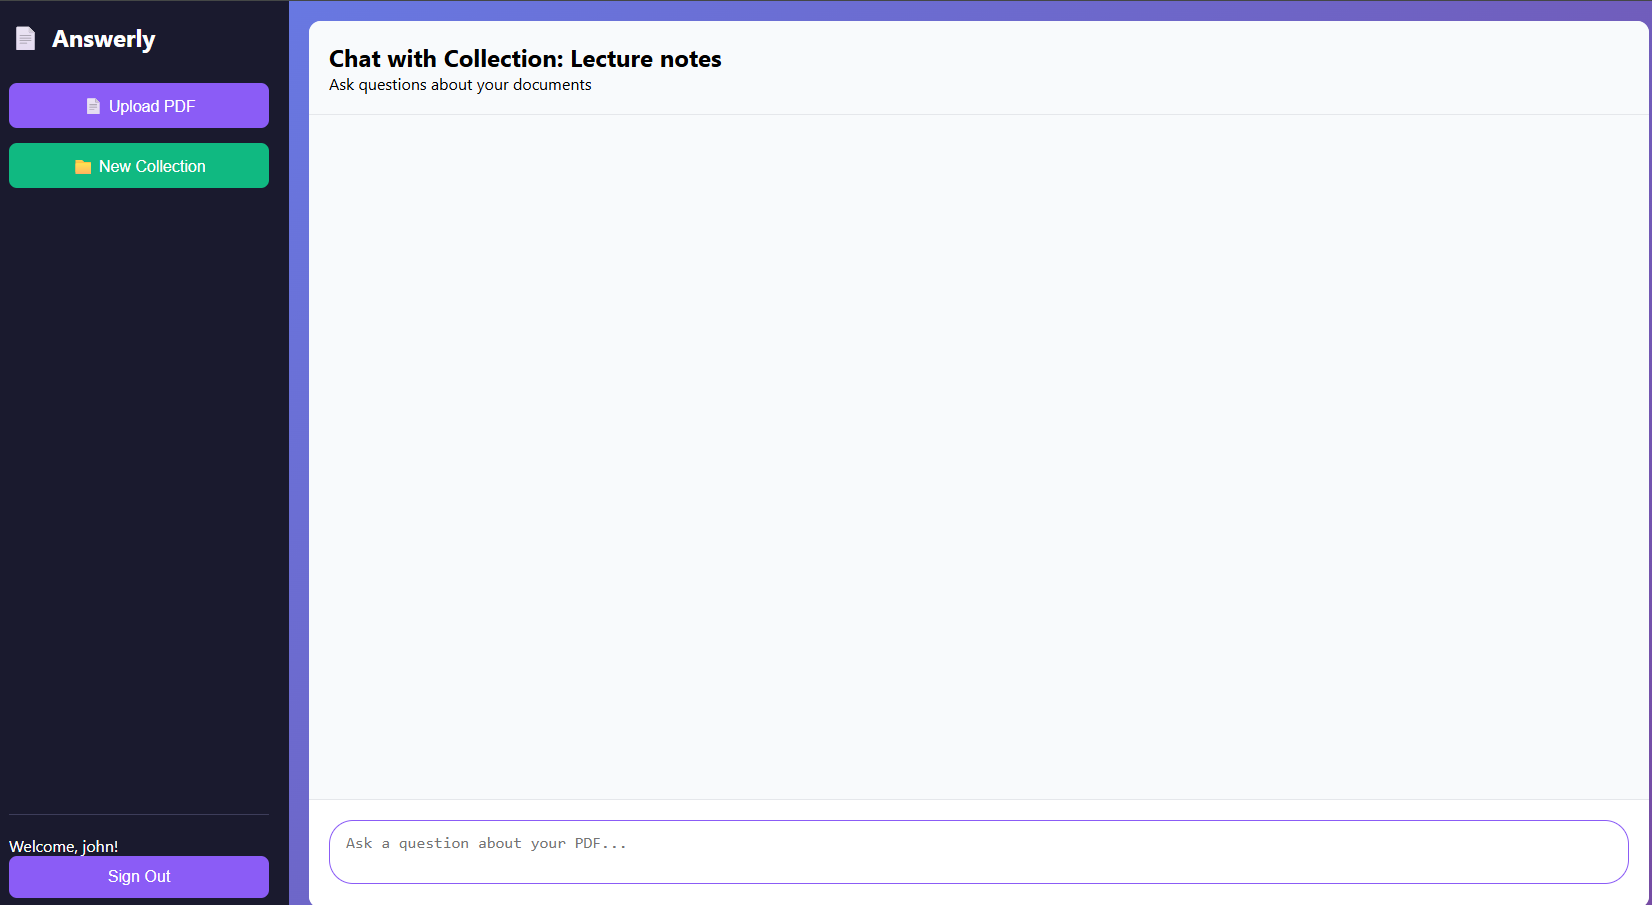 Answerly
Upload PDF
New Collection
Welcome, john!
Sign Out
Chat with Collection: Lecture notes
Ask questions about your documents
Ask a question about your PDF...